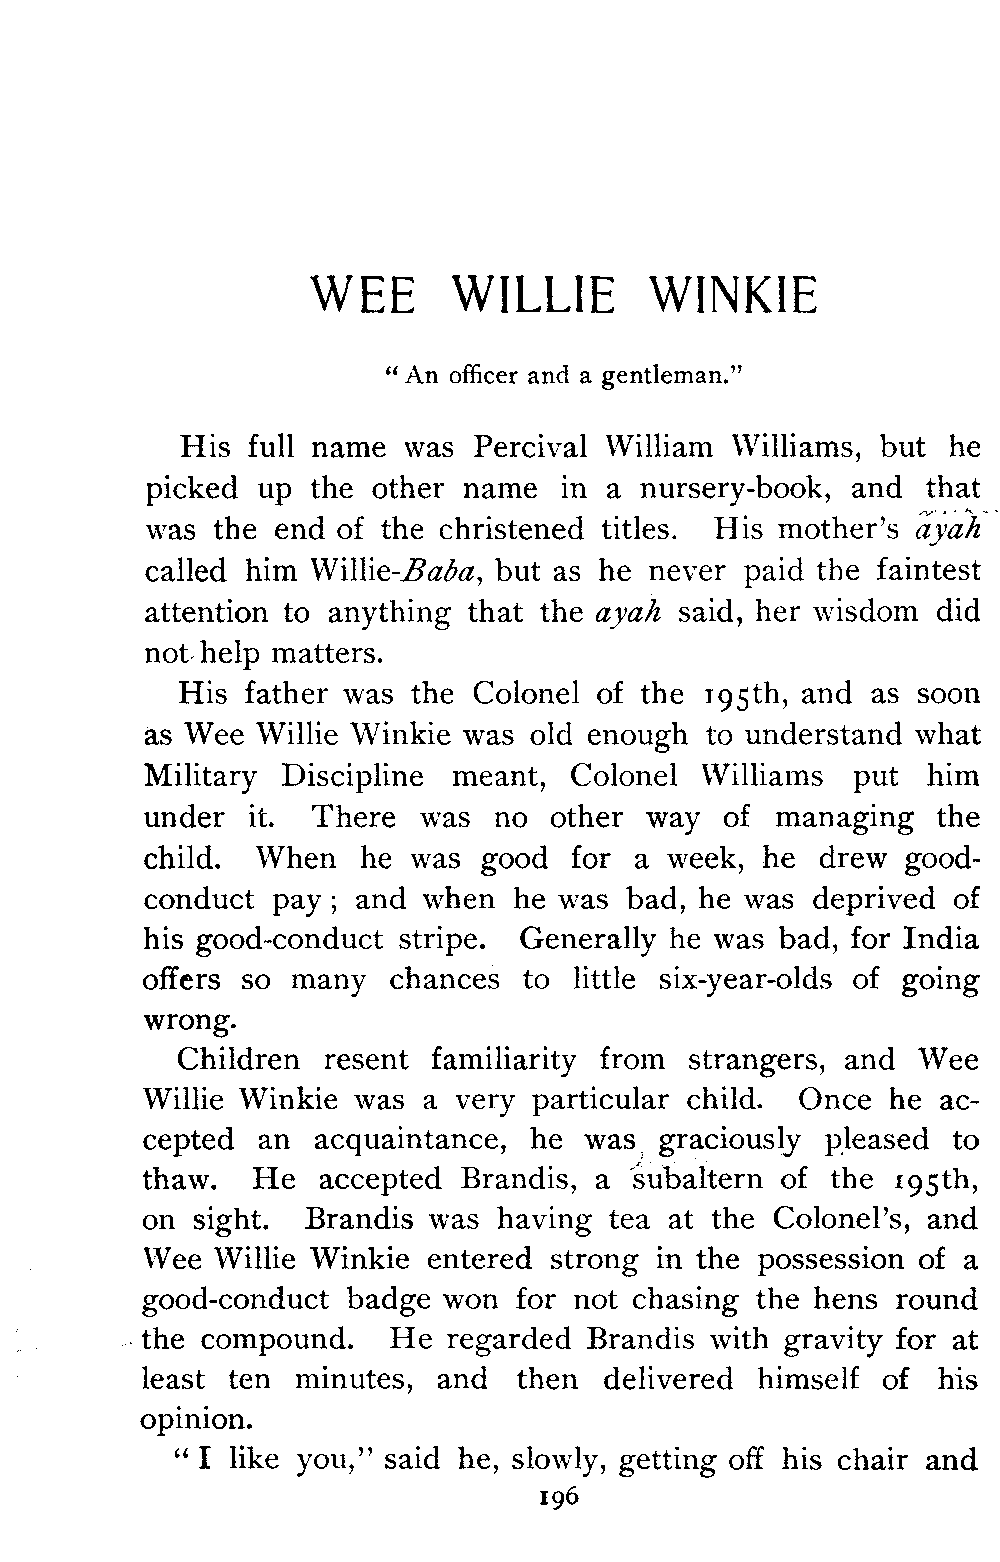 WEE WILLIE WINKIE
“ An officer and a gentleman.”
His full name was Percival William Williams, but he
picked up the other name in a nursery-book, and that
was the end of the christened titles. His mother's ayah
called him Willie-Baba, but as he never paid the faintest
attention to anything that the ayah said, her wisdom did
not help matters.
His father was the Colonel of the 195th, and as soon
as Wee Willie Winkie was old enough to understand what
Military Discipline meant, Colonel Williams put him
under it. There was no other way of managing the
child. When he was good for a week, he drew good-
conduct pay ; and when he was bad, he was deprived of
his good-conduct stripe. Generally he was bad, for India
offers so many chances to little six-year-olds of going
wrong.
Children resent familiarity from strangers, and Wee
Willie Winkie was a very particular child. Once he ac-
cepted an acquaintance, he was graciously pleased to
thaw. He accepted Brandis, a subaltern of the 195th,
on sight. Brandis was having tea at the Colonel's, and
Wee Willie Winkie entered strong in the possession of a
good-conduct badge won for not chasing the hens round
the compound. He regarded Brandis with gravity for at
least ten minutes, and then delivered himself of his
opinion.
“ I like you,” said he, slowly, getting off his chair and
196